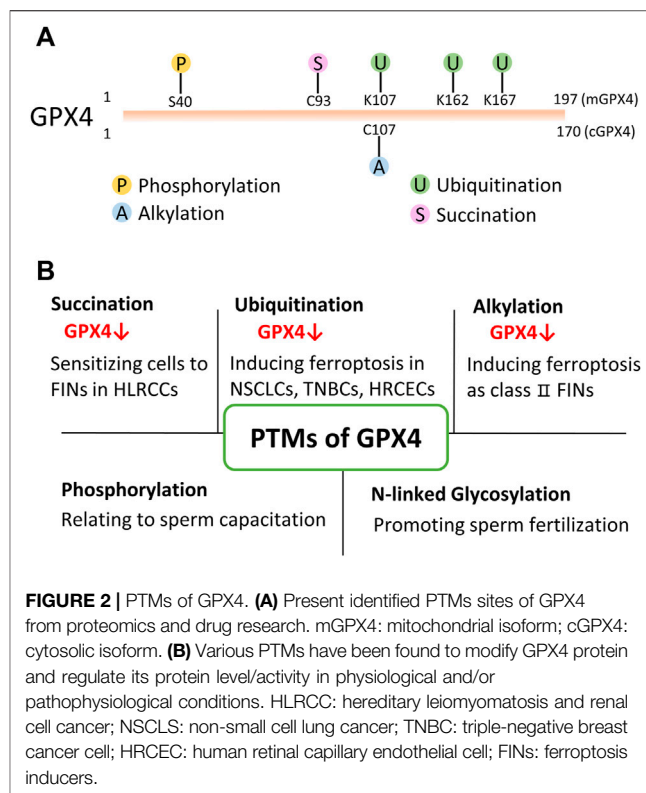 A
P
S
U
U
U
1
S40
C93
K107
K162
K167
197 (mGPX4)
GPX4
1
C107
170 (cGPX4)
A
P Phosphorylation
U Ubiquitination
A Alkylation
S Succination
B
Succination
GPX4↓
Sensitizing cells to
FINs in HLRCCs
Ubiquitination
GPX4↓
Inducing ferroptosis in
NSCLCs, TNBCs, HRCECs
Alkylation
GPX4↓
Inducing ferroptosis
as class Ⅱ FINs
PTMs of GPX4
Phosphorylation
Relating to sperm capacitation
N-linked Glycosylation
Promoting sperm fertilization
FIGURE 2 | PTMs of GPX4. (A) Present identified PTMs sites of GPX4
from proteomics and drug research. mGPX4: mitochondrial isoform; cGPX4:
cytosolic isoform. (B) Various PTMs have been found to modify GPX4 protein
and regulate its protein level/activity in physiological and/or
pathophysiological conditions. HLRCC: hereditary leiomyomatosis and renal
cell cancer; NSCLS: non-small cell lung cancer; TNBC: triple-negative breast
cancer cell; HRCEC: human retinal capillary endothelial cell; FINs: ferroptosis
inducers.